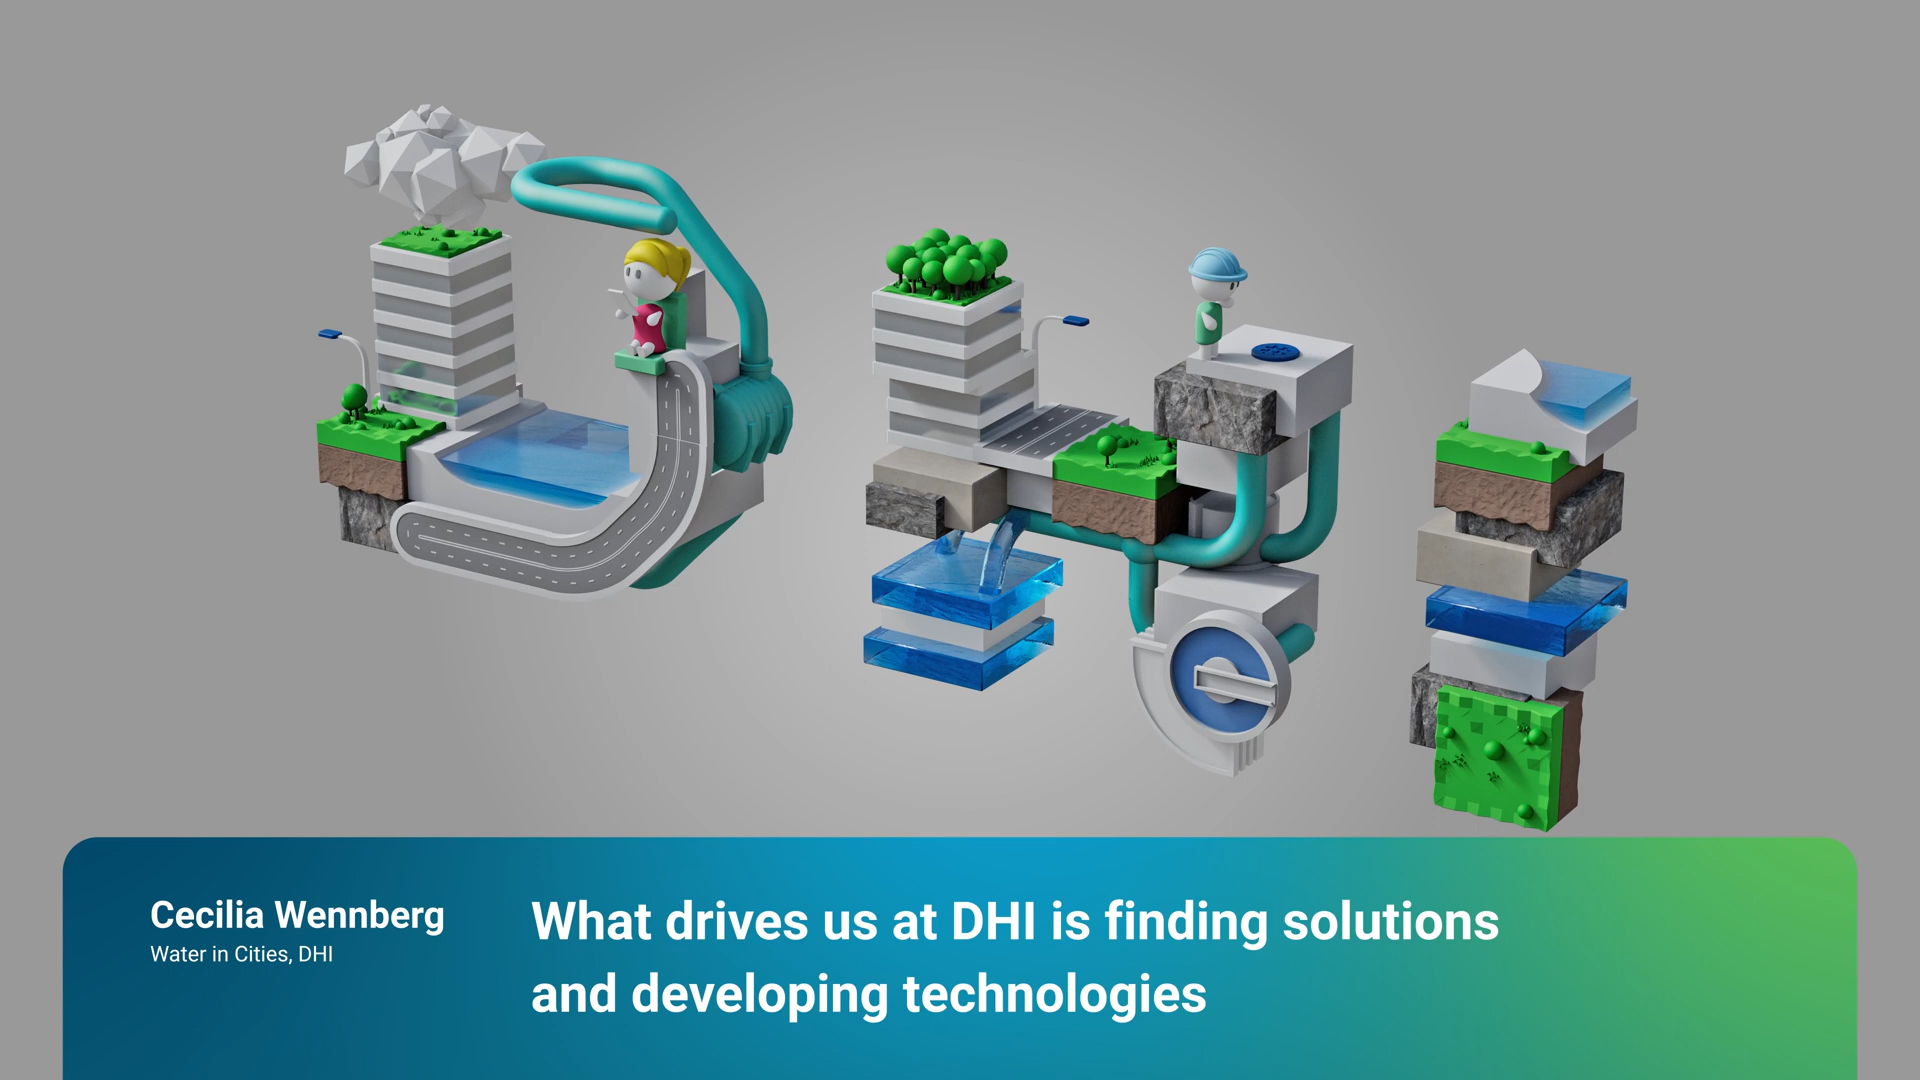 Cecilia Wennberg
Water in Cities, DHI
What drives us at DHI is finding solutions
and developing technologies